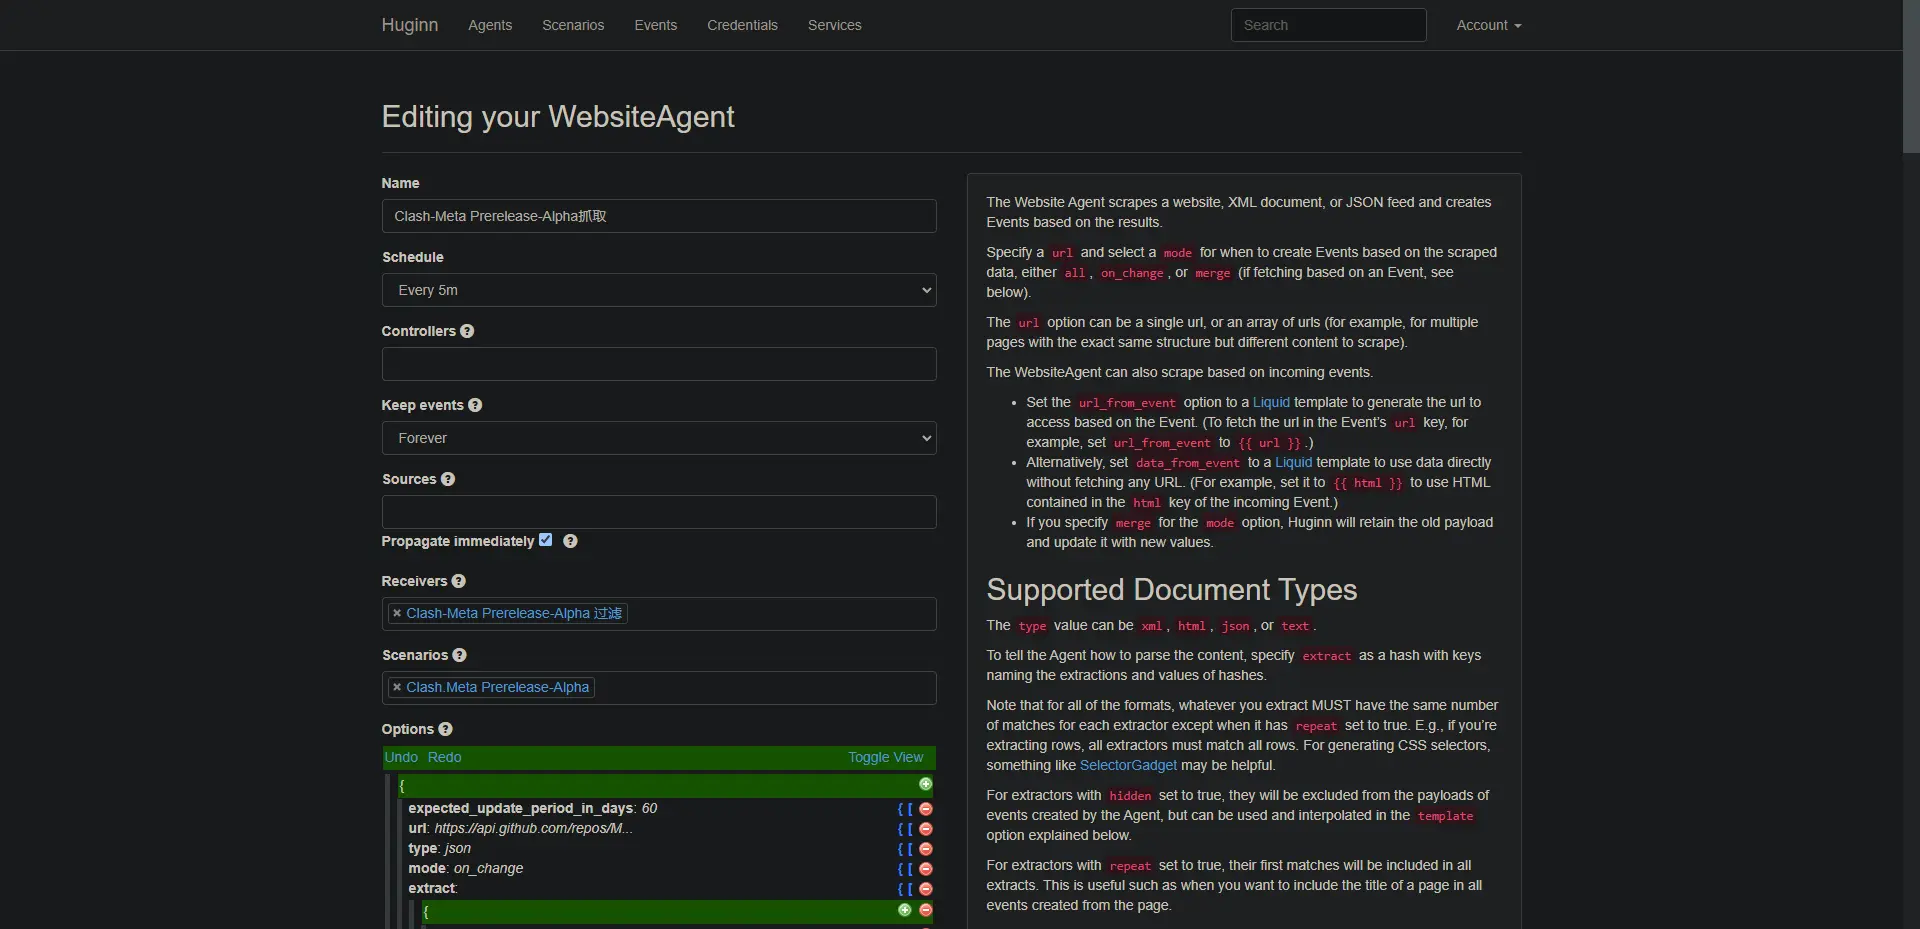 Huginn Agents Scenarios Events Credentials Services Search Account
Editing your WebsiteAgent
Name
Clash-Meta Prerelease-Alpha抓取
Schedule
Every 5m
Controllers
Keep events
Forever
Sources
Propagate immediately
Receivers
× Clash-Meta Prerelease-Alpha 过滤
Scenarios
× Clash.Meta Prerelease-Alpha
Options
Undo Redo Toggle View
{
expected_update_period_in_days: 60 { [
url: https://api.github.com/repos/M... { [
type: json { [
mode: on_change { [
extract: { [
{
The Website Agent scrapes a website, XML document, or JSON feed and creates
Events based on the results.
Specify a url and select a mode for when to create Events based on the scraped
data, either all, on_change, or merge (if fetching based on an Event, see
below).
The url option can be a single url, or an array of urls (for example, for multiple
pages with the exact same structure but different content to scrape).
The WebsiteAgent can also scrape based on incoming events.
• Set the url_from_event option to a Liquid template to generate the url to
access based on the Event. (To fetch the url in the Event's url key, for
example, set url_from_event to {{ url }}.)
• Alternatively, set data_from_event to a Liquid template to use data directly
without fetching any URL. (For example, set it to {{ html }} to use HTML
contained in the html key of the incoming Event.)
• If you specify merge for the mode option, Huginn will retain the old payload
and update it with new values.
Supported Document Types
The type value can be xml, html, json, or text.
To tell the Agent how to parse the content, specify extract as a hash with keys
naming the extractions and values of hashes.
Note that for all of the formats, whatever you extract MUST have the same number
of matches for each extractor except when it has repeat set to true. E.g., if you're
extracting rows, all extractors must match all rows. For generating CSS selectors,
something like SelectorGadget may be helpful.
For extractors with hidden set to true, they will be excluded from the payloads of
events created by the Agent, but can be used and interpolated in the template
option explained below.
For extractors with repeat set to true, their first matches will be included in all
extracts. This is useful such as when you want to include the title of a page in all
events created from the page.